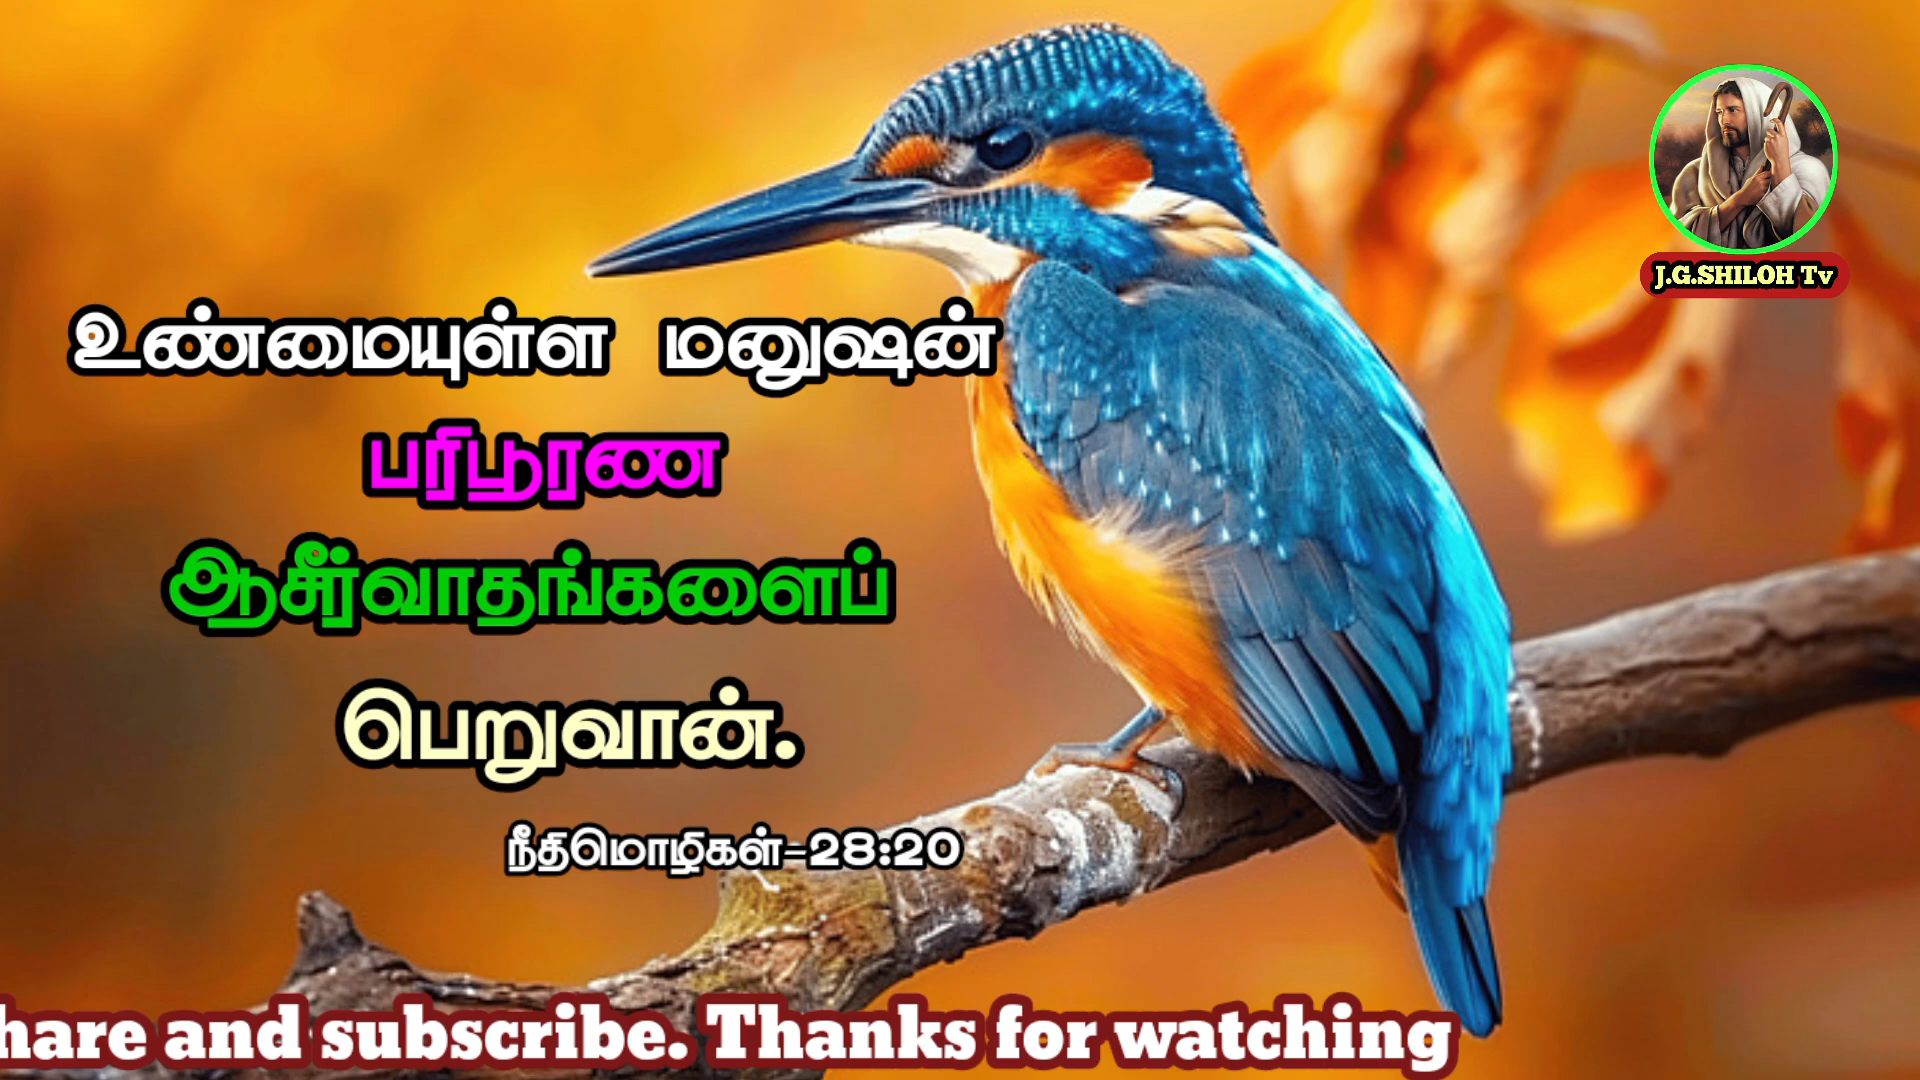 J.G.SHILOH Tv
உண்மையுள்ள மனுஷன்
பரிபூரண
ஆசீர்வாதங்களைப்
பெறுவான்.
நீதிமொழிகள்-28:20
hare and subscribe. Thanks for watching